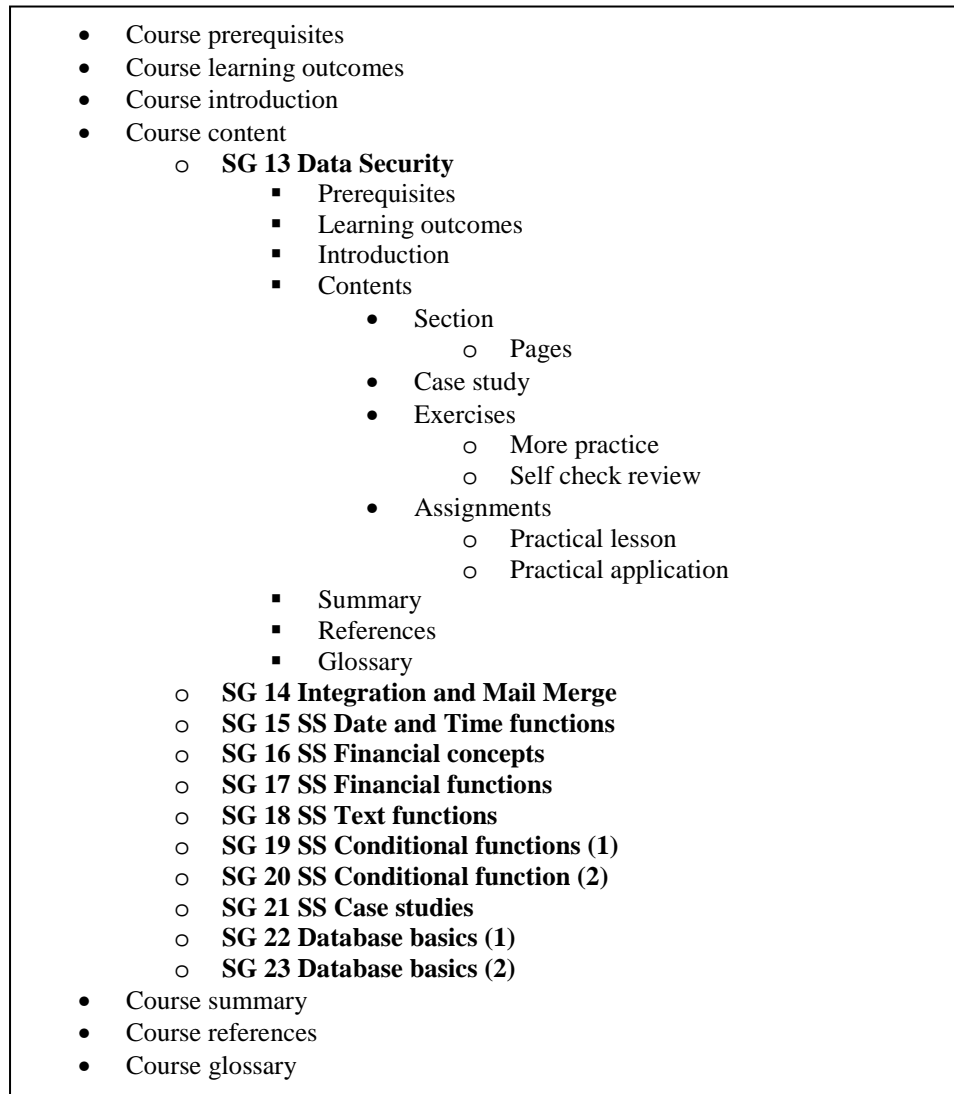 • Course prerequisites
• Course learning outcomes
• Course introduction
• Course content
o SG 13 Data Security
▪ Prerequisites
▪ Learning outcomes
▪ Introduction
▪ Contents
• Section
o Pages
• Case study
• Exercises
o More practice
o Self check review
• Assignments
o Practical lesson
o Practical application
▪ Summary
▪ References
▪ Glossary
o SG 14 Integration and Mail Merge
o SG 15 SS Date and Time functions
o SG 16 SS Financial concepts
o SG 17 SS Financial functions
o SG 18 SS Text functions
o SG 19 SS Conditional functions (1)
o SG 20 SS Conditional function (2)
o SG 21 SS Case studies
o SG 22 Database basics (1)
o SG 23 Database basics (2)
• Course summary
• Course references
• Course glossary